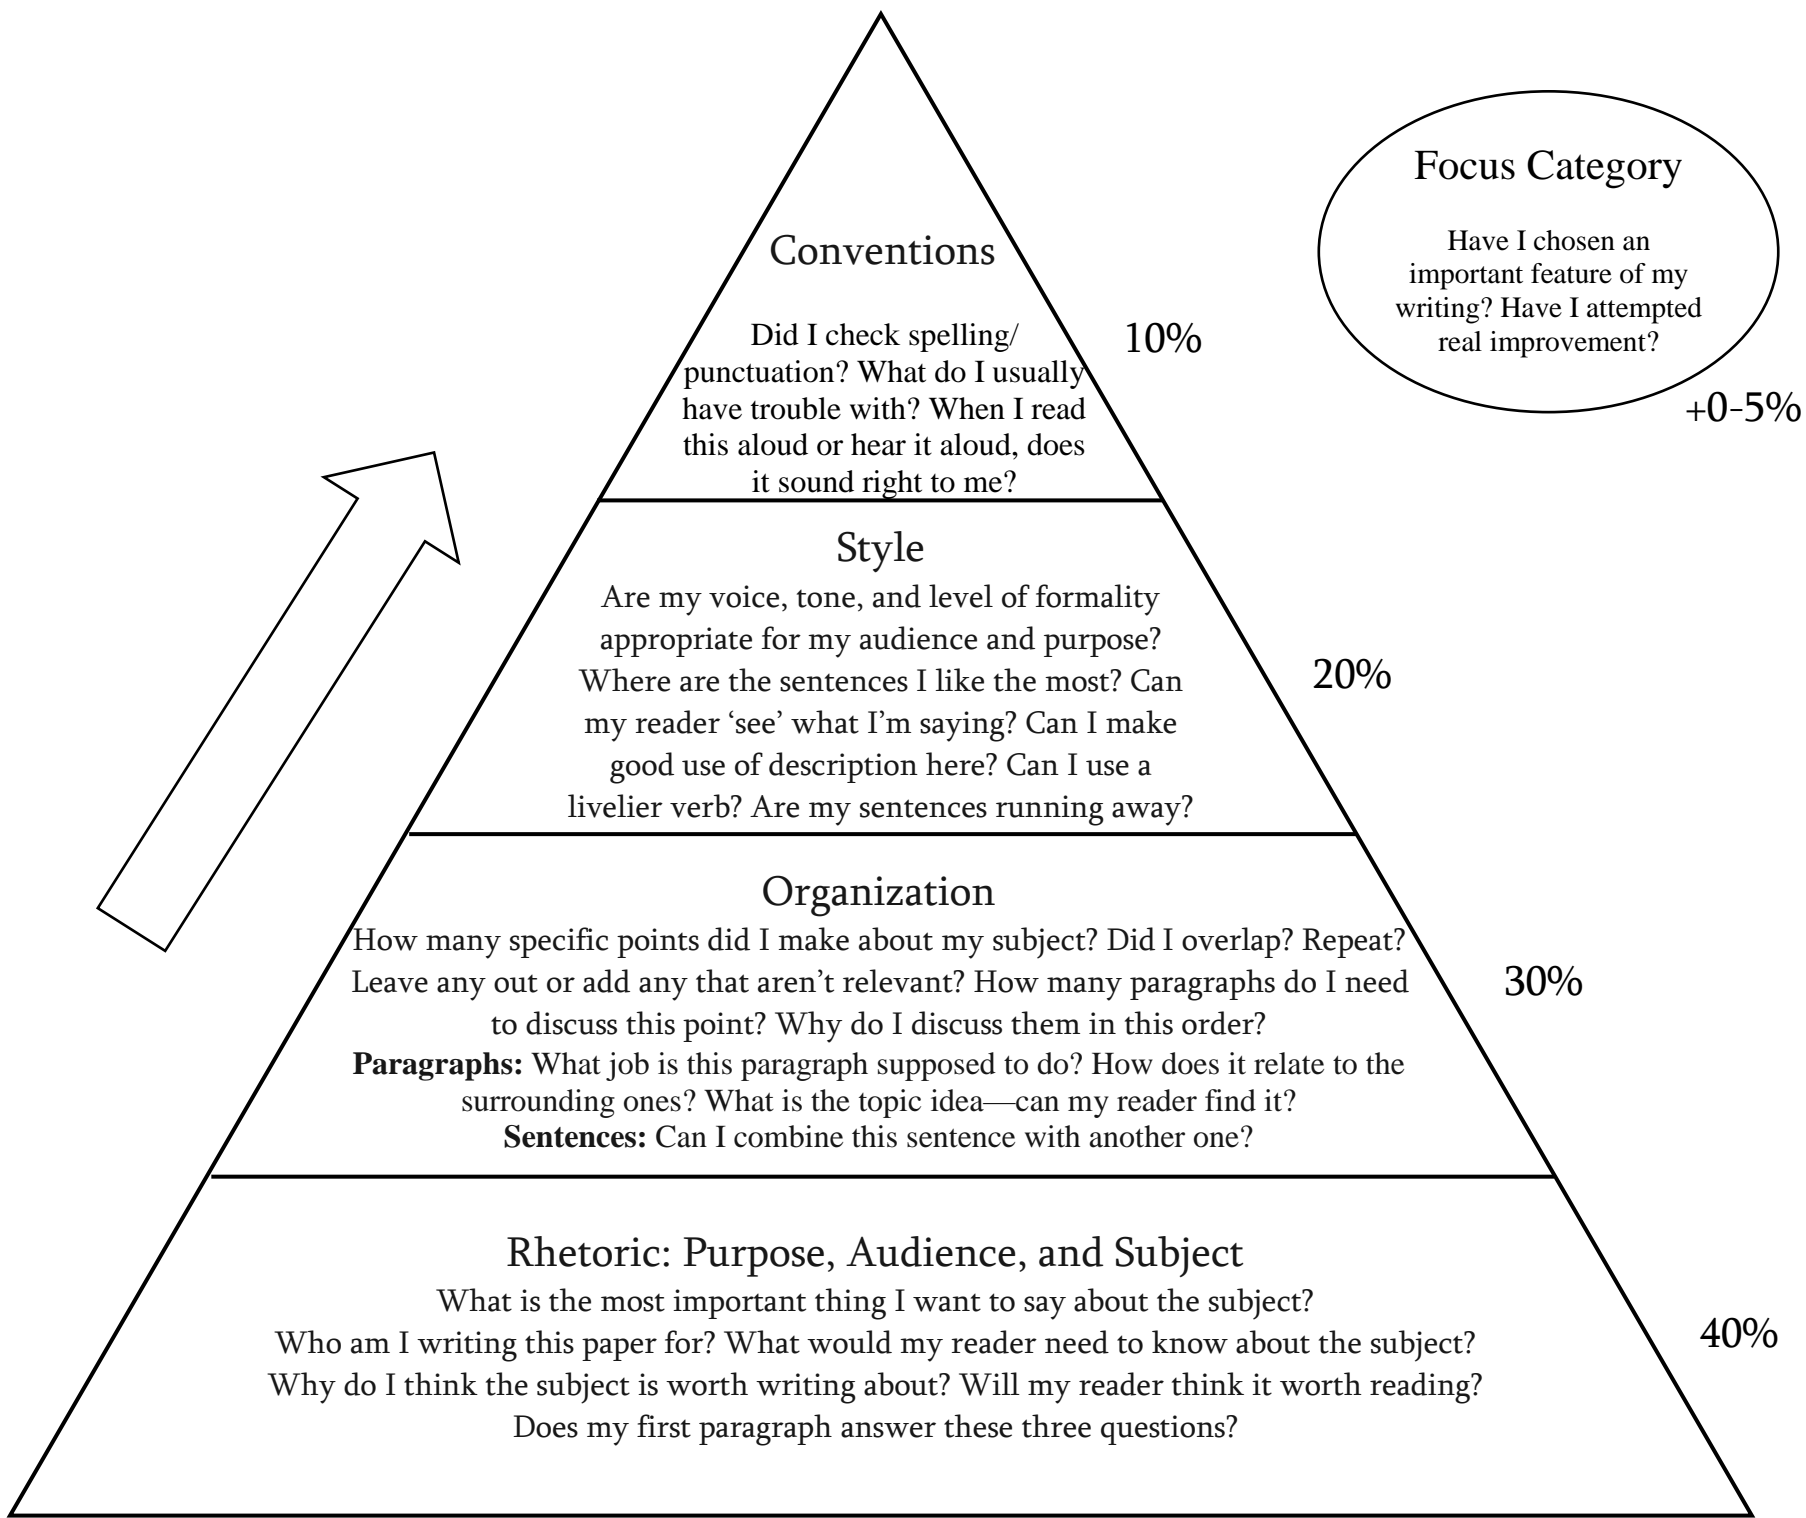 Conventions
Did I check spelling/
punctuation? What do I usually
have trouble with? When I read
this aloud or hear it aloud, does
it sound right to me?
10%
Focus Category
Have I chosen an
important feature of my
writing? Have I attempted
real improvement?
+0-5%
Style
Are my voice, tone, and level of formality
appropriate for my audience and purpose?
Where are the sentences I like the most? Can
my reader ‘see’ what I’m saying? Can I make
good use of description here? Can I use a
livelier verb? Are my sentences running away?
20%
Organization
How many specific points did I make about my subject? Did I overlap? Repeat?
Leave any out or add any that aren’t relevant? How many paragraphs do I need
to discuss this point? Why do I discuss them in this order?
Paragraphs: What job is this paragraph supposed to do? How does it relate to the
surrounding ones? What is the topic idea—can my reader find it?
Sentences: Can I combine this sentence with another one?
30%
Rhetoric: Purpose, Audience, and Subject
What is the most important thing I want to say about the subject?
Who am I writing this paper for? What would my reader need to know about the subject?
Why do I think the subject is worth writing about? Will my reader think it worth reading?
Does my first paragraph answer these three questions?
40%